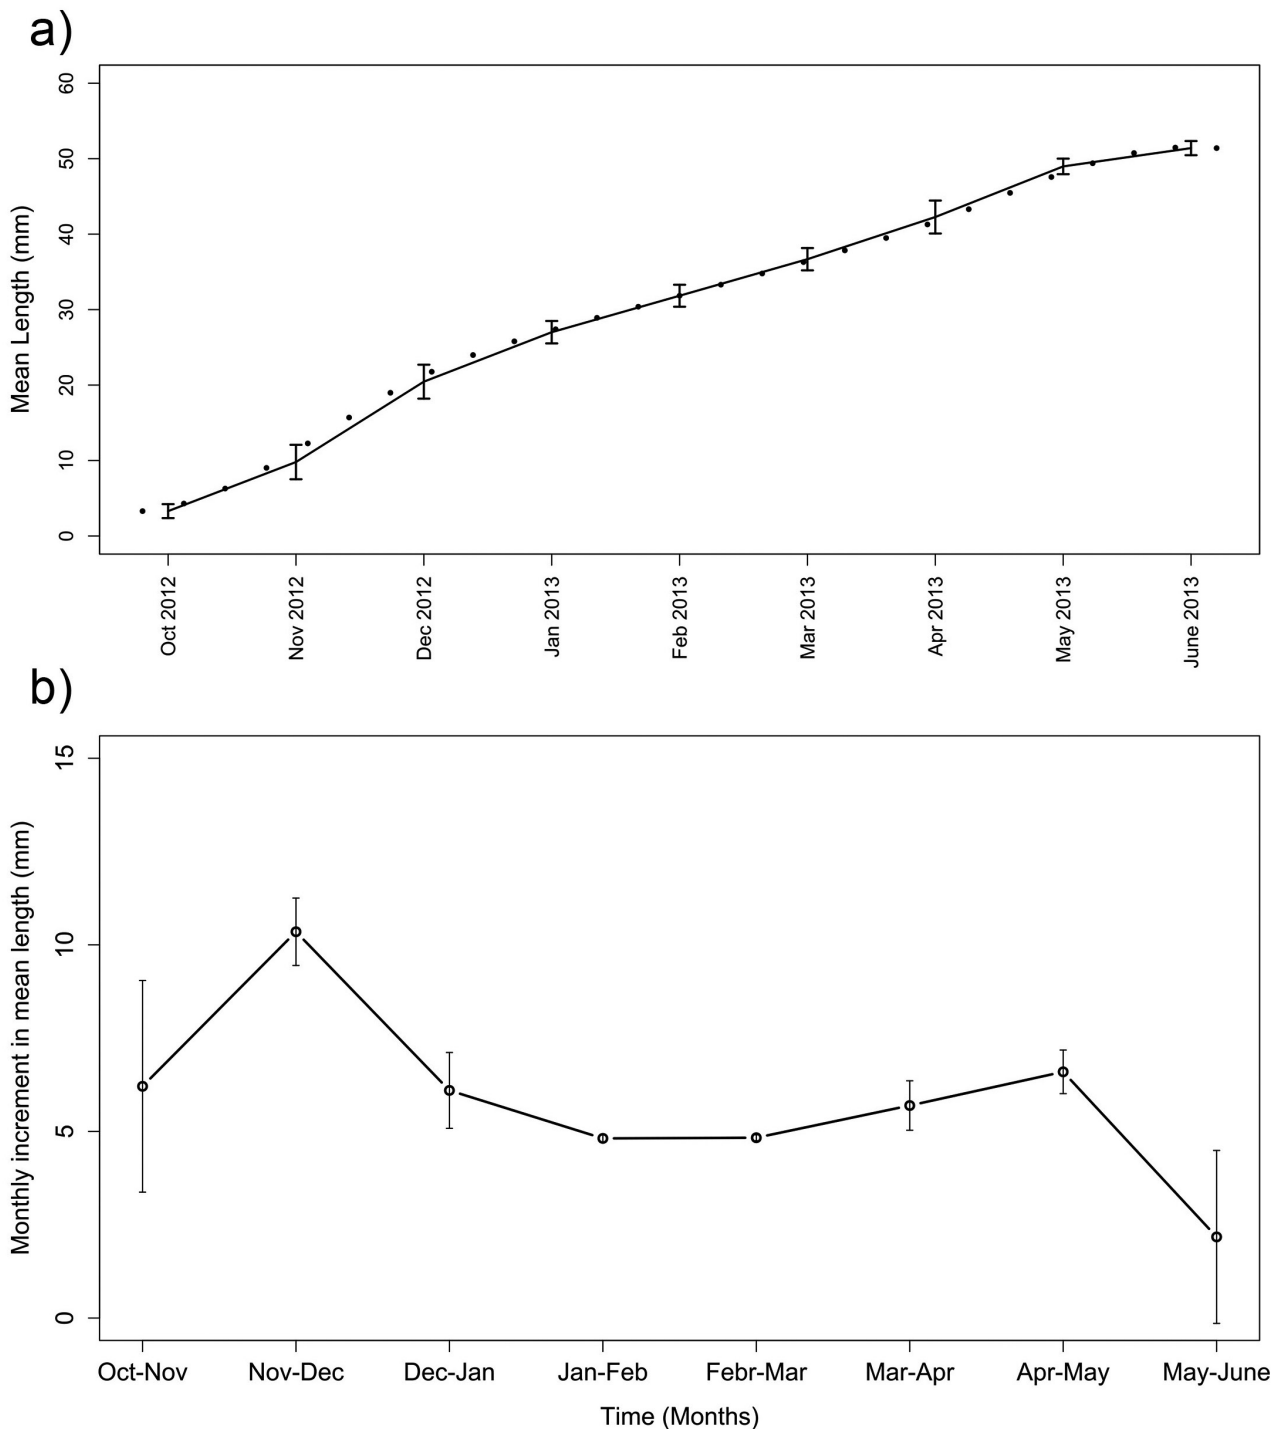 a)
Mean Length (mm)
60
50
40
30
20
10
0
Oct 2012
Nov 2012
Dec 2012
Jan 2013
Feb 2013
Mar 2013
Apr 2013
May 2013
June 2013
b)
Monthly increment in mean length (mm)
15
10
5
0
Oct-Nov
Nov-Dec
Dec-Jan
Jan-Feb
Febr-Mar
Mar-Apr
Apr-May
May-June
Time (Months)